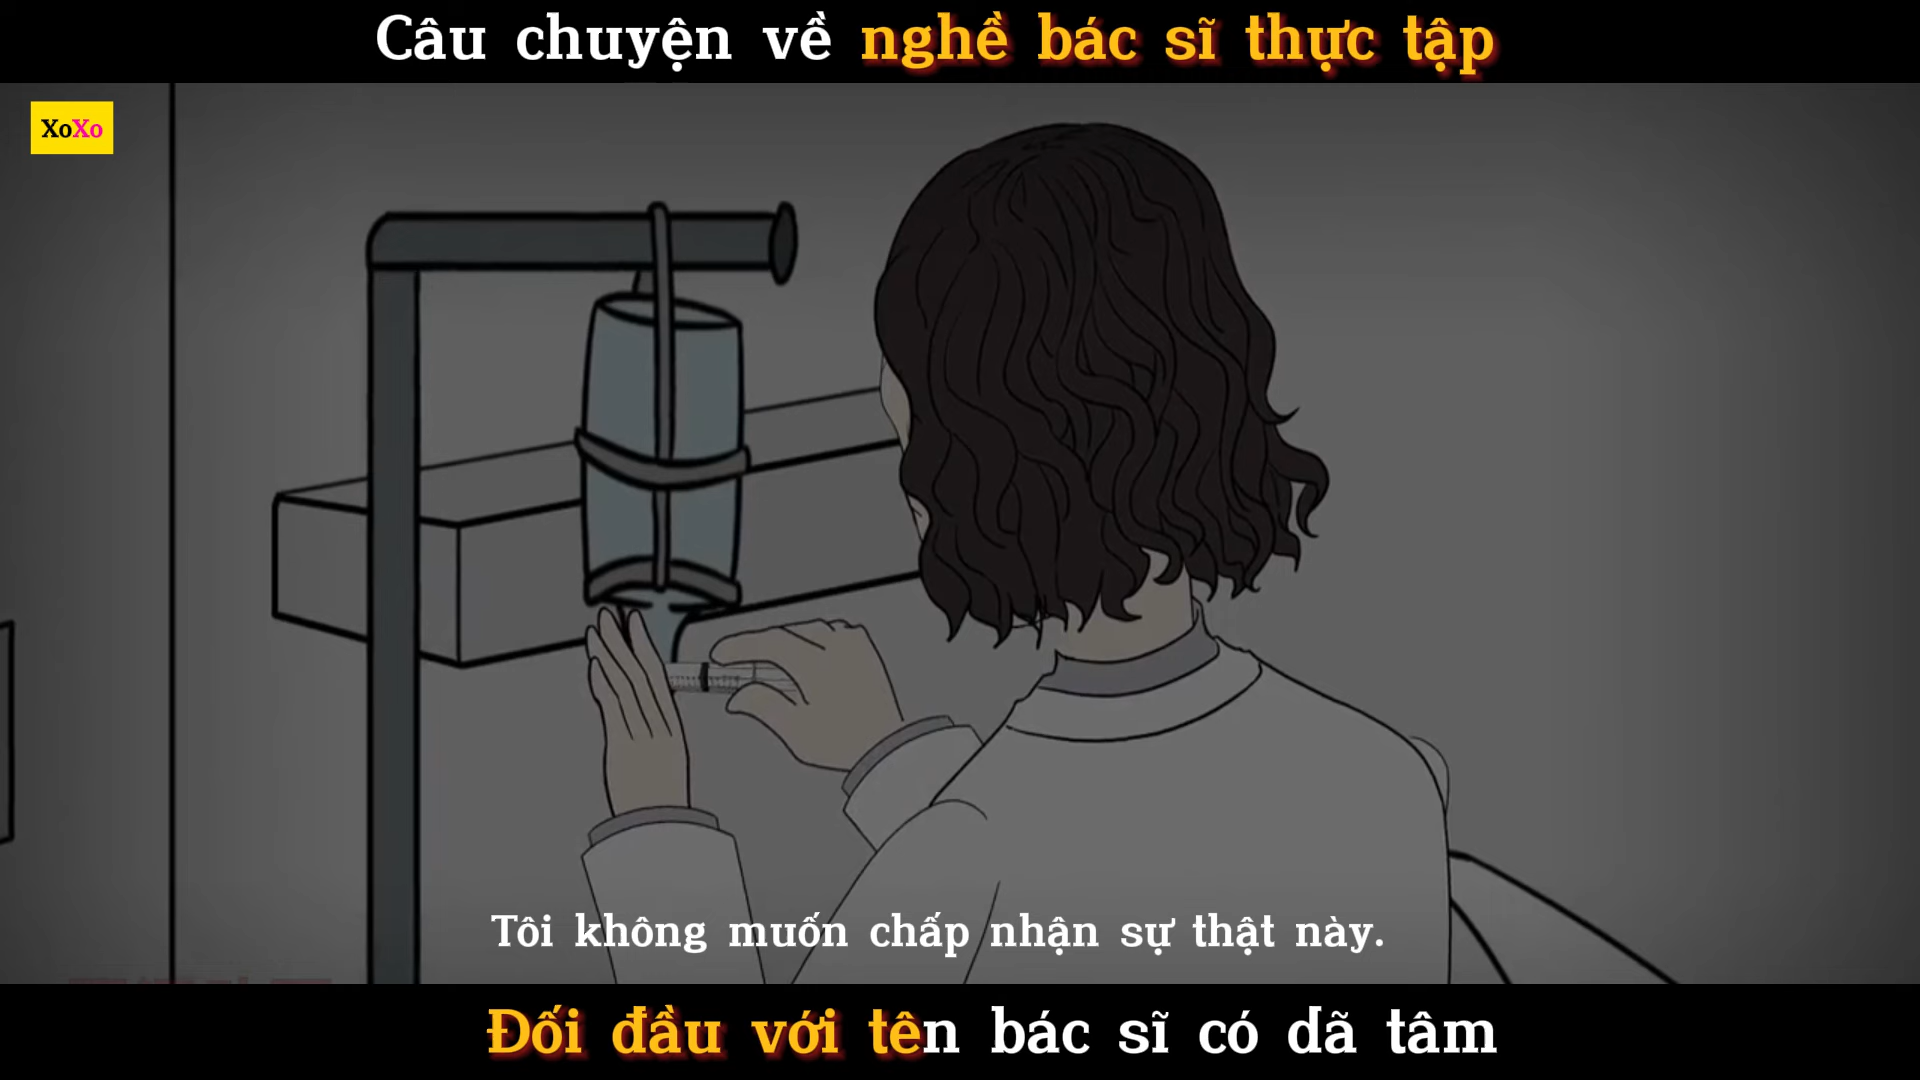 Câu chuyện về nghề bác sĩ thực tập
XoXo
Tôi không muốn chấp nhận sự thật này.
Đối đầu với tên bác sĩ có dã tâm